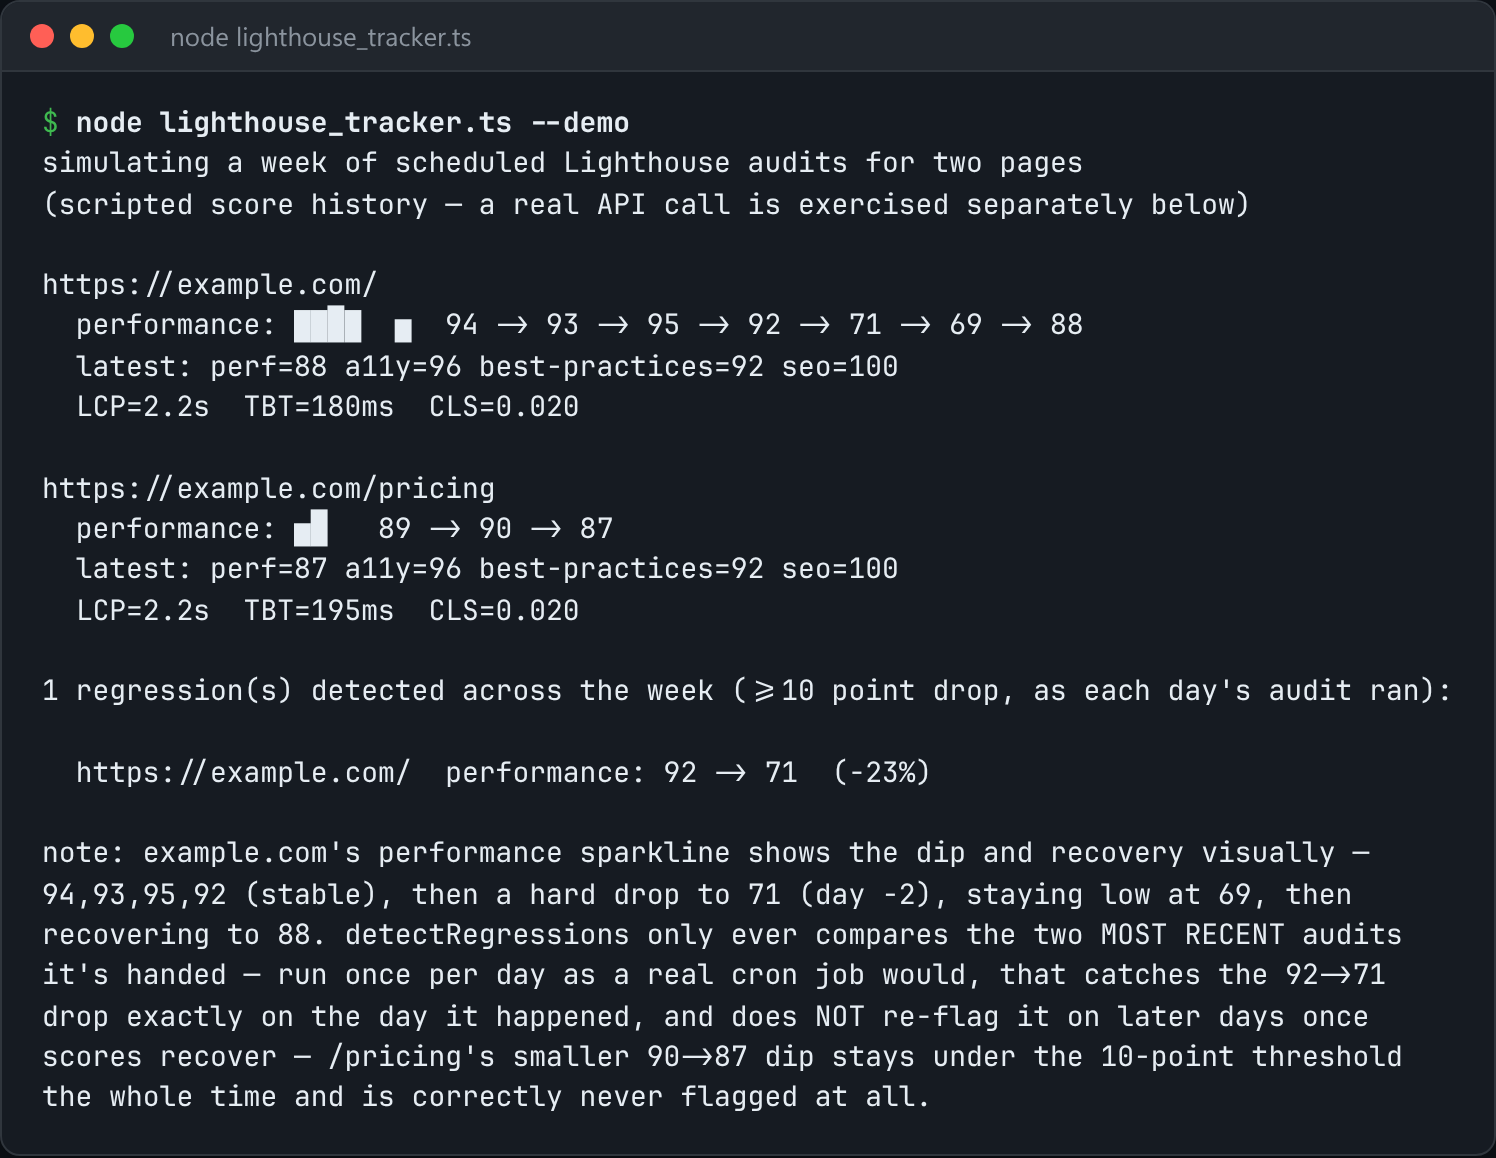 node lighthouse_tracker.ts
$ node lighthouse_tracker.ts --demo
simulating a week of scheduled Lighthouse audits for two pages
(scripted score history — a real API call is exercised separately below)
https://example.com/
performance: ▇▇█▇  ▅  94 → 93 → 95 → 92 → 71 → 69 → 88
latest: perf=88 a11y=96 best-practices=92 seo=100
LCP=2.2s  TBT=180ms  CLS=0.020
https://example.com/pricing
performance: ▅█   89 → 90 → 87
latest: perf=87 a11y=96 best-practices=92 seo=100
LCP=2.2s  TBT=195ms  CLS=0.020
1 regression(s) detected across the week (≥10 point drop, as each day's audit ran):
https://example.com/  performance: 92 → 71  (-23%)
note: example.com's performance sparkline shows the dip and recovery visually —
94,93,95,92 (stable), then a hard drop to 71 (day -2), staying low at 69, then
recovering to 88. detectRegressions only ever compares the two MOST RECENT audits
it's handed — run once per day as a real cron job would, that catches the 92→71
drop exactly on the day it happened, and does NOT re-flag it on later days once
scores recover — /pricing's smaller 90→87 dip stays under the 10-point threshold
the whole time and is correctly never flagged at all.